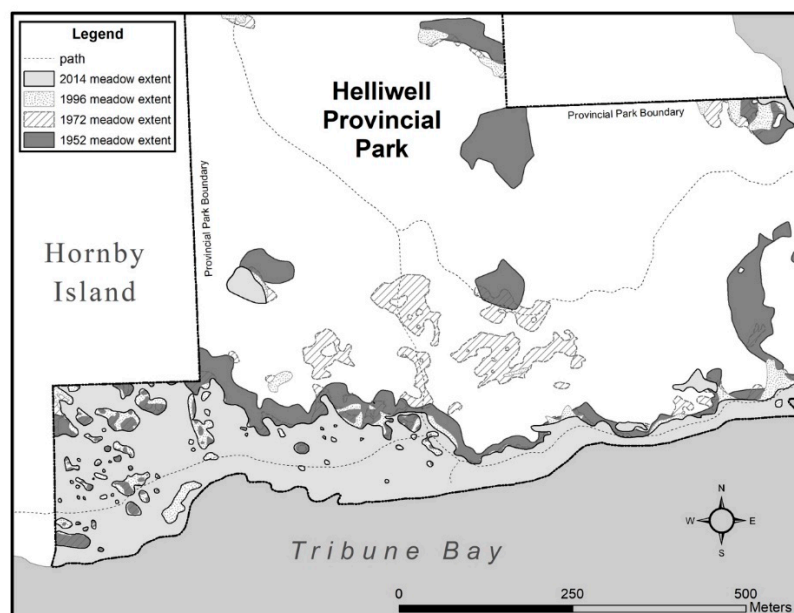 Legend
path
2014 meadow extent
1996 meadow extent
1972 meadow extent
1952 meadow extent
Helliwell
Provincial
Park
Provincial Park Boundary
Provincial Park Boundary
Hornby
Island
Tribune Bay
N
W
E
S
0
250
500
Meters